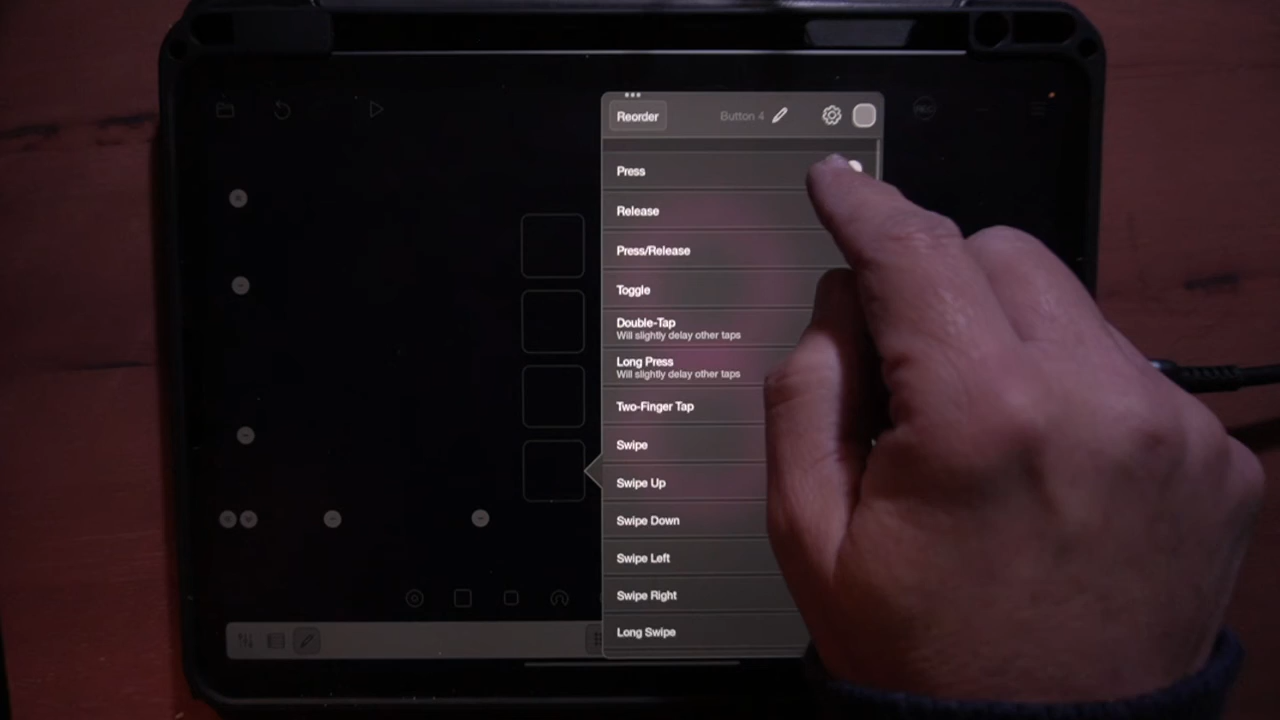 Reorder
Button 4
Press
Release
Press/Release
Toggle
Double-Tap
Will slightly delay other taps
Long Press
Will slightly delay other taps
Two-Finger Tap
Swipe
Swipe Up
Swipe Down
Swipe Left
Swipe Right
Long Swipe